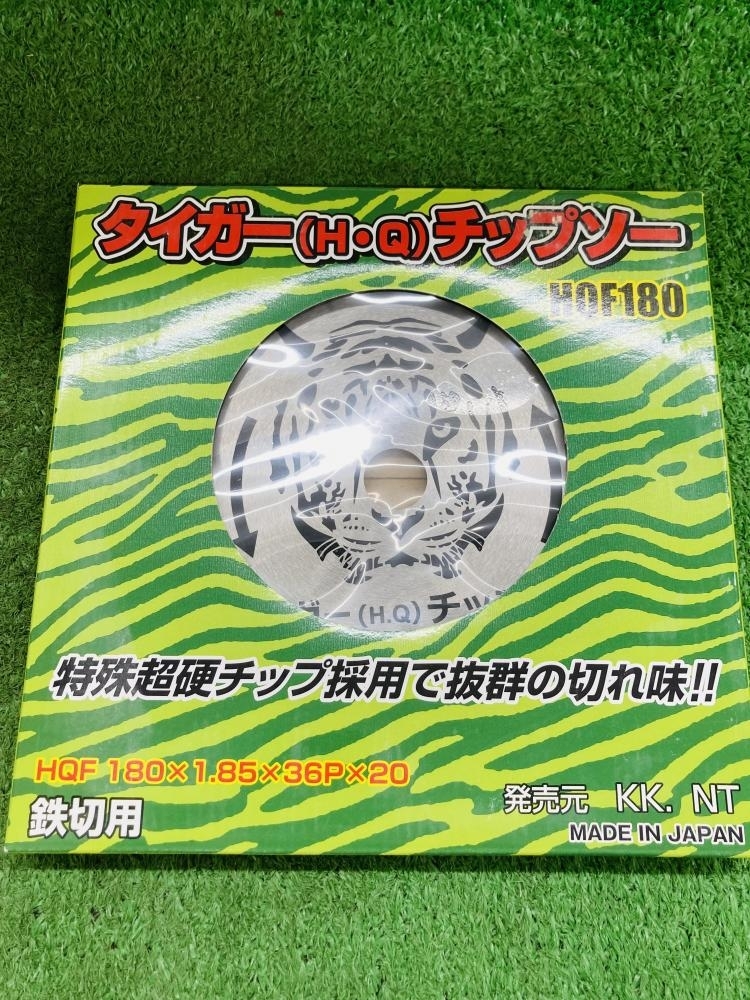 タイガー(H・Q)チップソー
HQF180
ガー(H.Q)チッ
特殊超硬チップ採用で抜群の切れ味!!
HQF 180×1.85×36P×20
鉄切用
発売元 KK. NT
MADE IN JAPAN